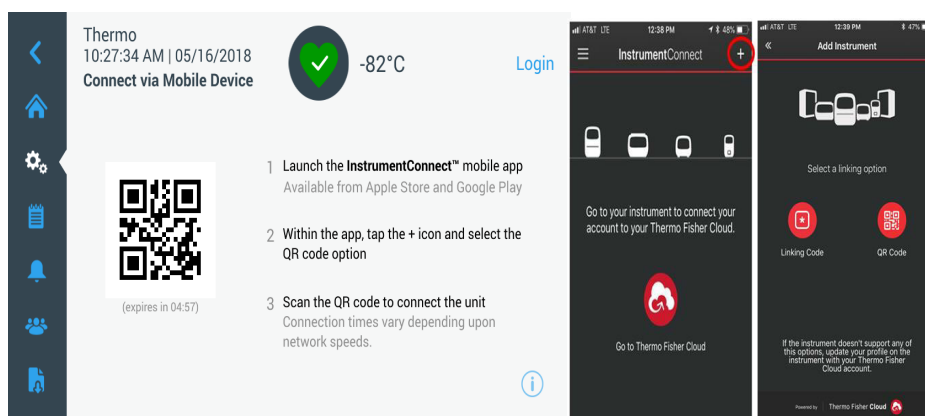 Thermo
10:27:34 AM | 05/16/2018
Connect via Mobile Device
-82°C
Login
(expires in 04:57)
1 Launch the InstrumentConnect™ mobile app
Available from Apple Store and Google Play
2 Within the app, tap the + icon and select the
QR code option
3 Scan the QR code to connect the unit
Connection times vary depending upon
network speeds.
i
AT&T LTE 12:38 PM 48%
InstrumentConnect +
Go to your instrument to connect your
account to your Thermo Fisher Cloud.
Go to Thermo Fisher Cloud
AT&T LTE 12:39 PM 47%
« Add Instrument
Select a linking option
Linking Code QR Code
If the instrument doesn't support any of
this options, update your profile on the
instrument with your Thermo Fisher
Cloud account.
Powered by Thermo Fisher Cloud